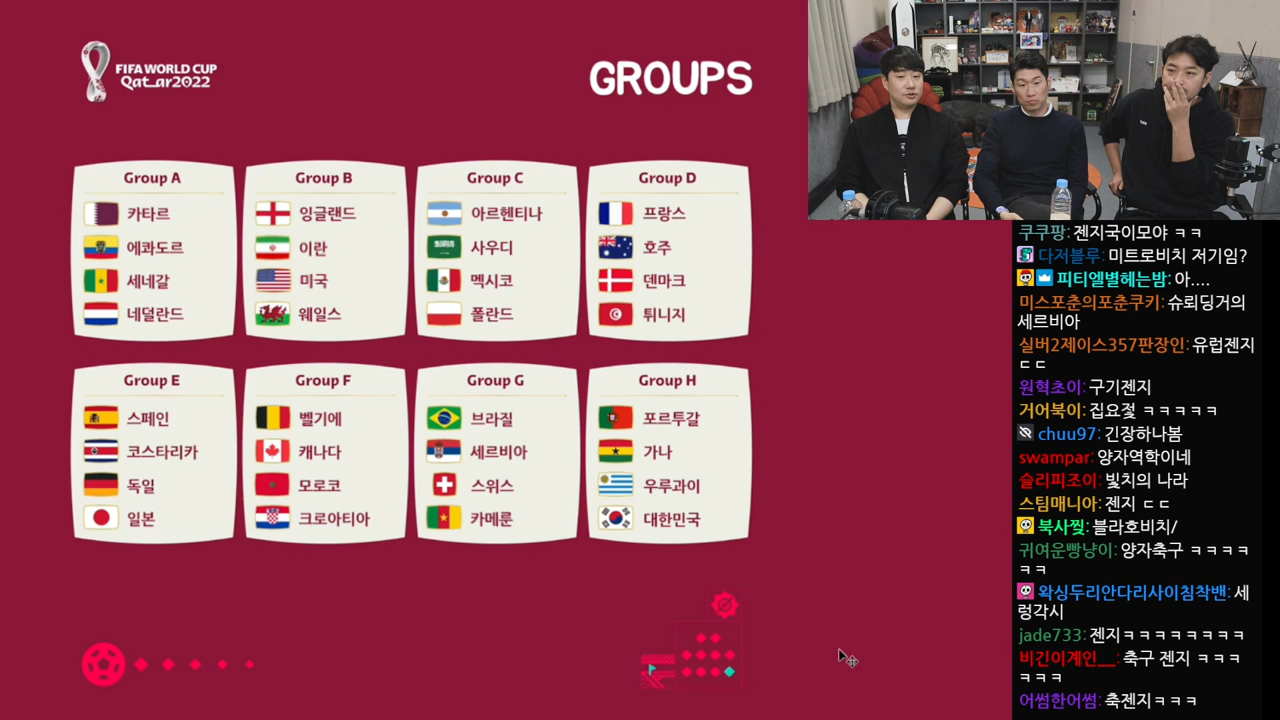 FIFA WORLD CUP
Qatar2022
GROUPS
Group A
카타르
에콰도르
세네갈
네덜란드
Group B
잉글랜드
이란
미국
웨일스
Group C
아르헨티나
사우디
멕시코
폴란드
Group D
프랑스
호주
덴마크
튀니지
Group E
스페인
코스타리카
독일
일본
Group F
벨기에
캐나다
모로코
크로아티아
Group G
브라질
세르비아
스위스
카메룬
Group H
포르투갈
가나
우루과이
대한민국
쿠쿠팡: 젠지국이모야 ㅋㅋ
다저블루: 미트로비치 저기임?
피티엘별헤는밤: 아....
미스포춘의포춘쿠키: 슈뢰딩거의
세르비아
실버2제이스357판장인: 유럽젠지
ㄷㄷ
원혁초이: 구기젠지
거어북이: 집요젗 ㅋㅋㅋㅋㅋ
chuu97: 긴장하나봄
swampar: 양자역학이네
슬리피조이: 빛치의 나라
스팀매니아: 젠지 ㄷㄷ
북사찢: 블라호비치/
귀여운빵냥이: 양자축구 ㅋㅋㅋㅋ
ㅋㅋ
왁싱두리안다리사이침착밴: 세
렁각시
jade733: 젠지ㅋㅋㅋㅋㅋㅋㅋㅋ
비긴이계인__: 축구 젠지 ㅋㅋㅋ
ㅋㅋㅋ
어썸한어썸: 축젠지ㅋㅋㅋ